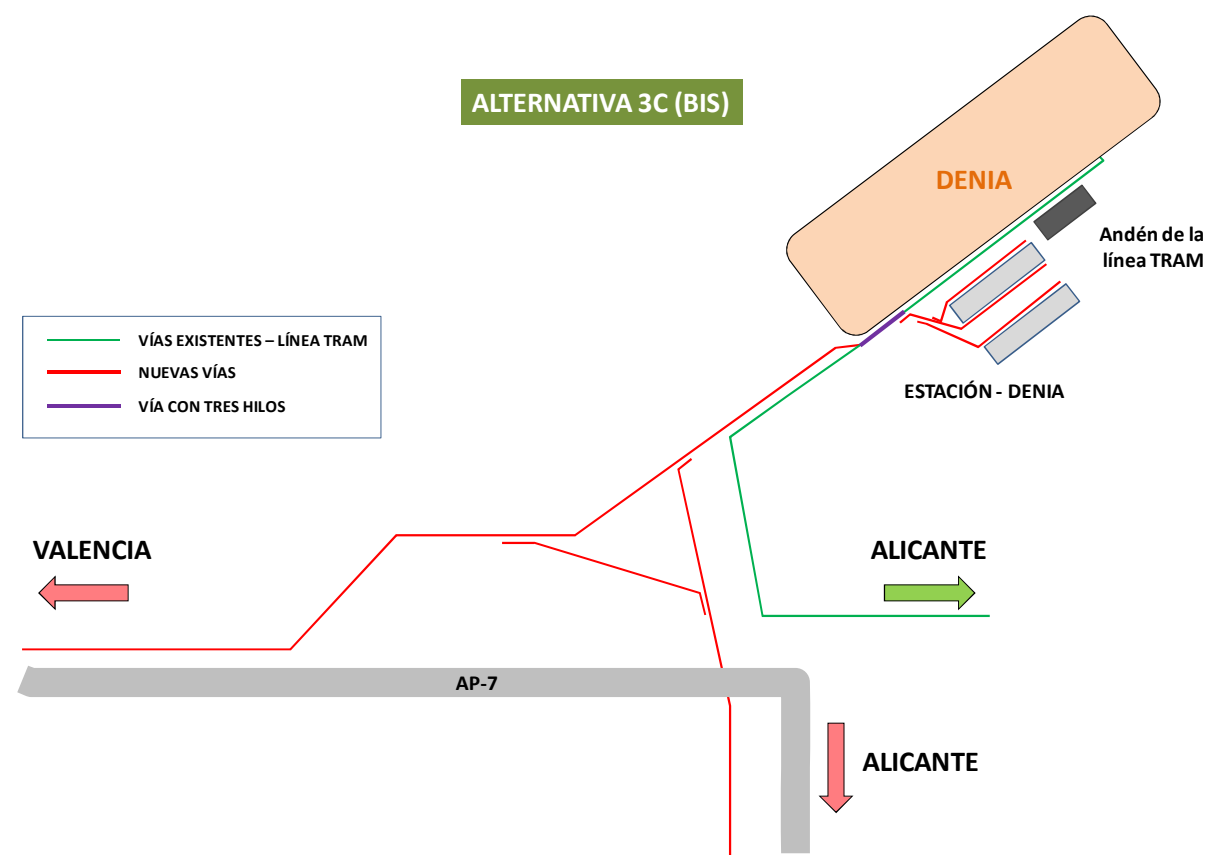 ALTERNATIVA 3C (BIS)
DENIA
Andén de la
línea TRAM
VÍAS EXISTENTES – LÍNEA TRAM
NUEVAS VÍAS
VÍA CON TRES HILOS
ESTACIÓN - DENIA
VALENCIA
ALICANTE
AP-7
ALICANTE